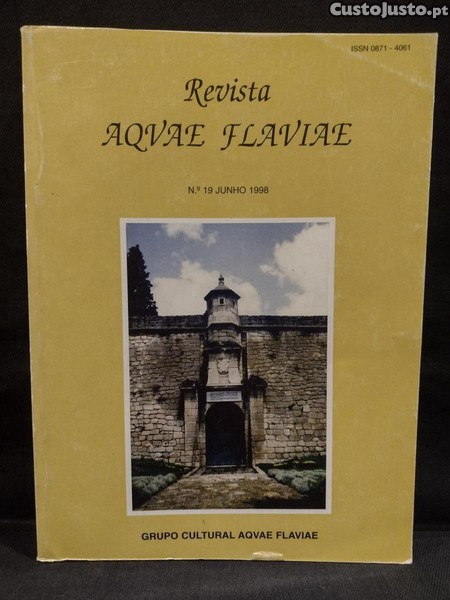 CustoJusto.pt
ISSN 0871 - 4061
Revista
AQVAE FLAVIAE
N.º 19 JUNHO 1998
GRUPO CULTURAL AQVAE FLAVIAE